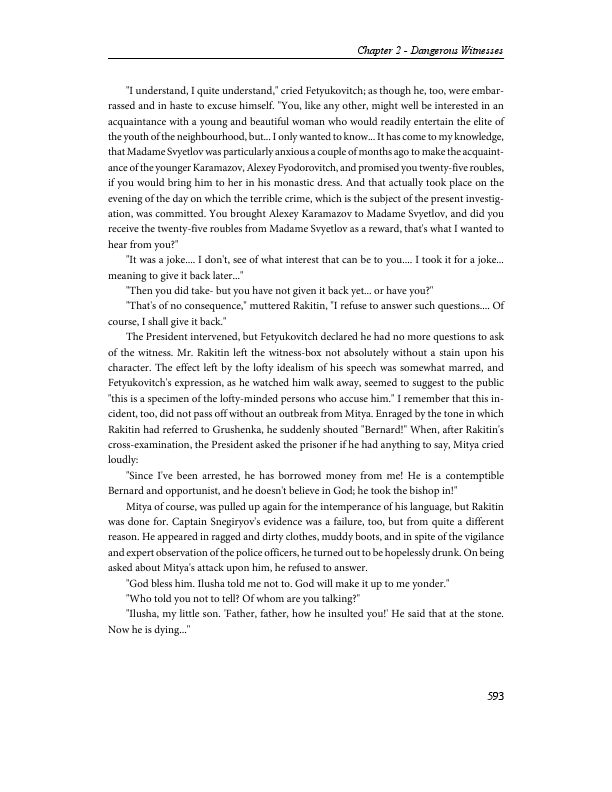 Chapter 2 - Dangerous Witnesses
"I understand, I quite understand," cried Fetyukovitch; as though he, too, were embar-
rassed and in haste to excuse himself. "You, like any other, might well be interested in an
acquaintance with a young and beautiful woman who would readily entertain the elite of
the youth of the neighbourhood, but... I only wanted to know... It has come to my knowledge,
that Madame Svyetlov was particularly anxious a couple of months ago to make the acquaint-
ance of the younger Karamazov, Alexey Fyodorovitch, and promised you twenty-five roubles,
if you would bring him to her in his monastic dress. And that actually took place on the
evening of the day on which the terrible crime, which is the subject of the present investig-
ation, was committed. You brought Alexey Karamazov to Madame Svyetlov, and did you
receive the twenty-five roubles from Madame Svyetlov as a reward, that's what I wanted to
hear from you?"
"It was a joke.... I don't, see of what interest that can be to you.... I took it for a joke...
meaning to give it back later..."
"Then you did take- but you have not given it back yet... or have you?"
"That's of no consequence," muttered Rakitin, "I refuse to answer such questions.... Of
course, I shall give it back."
The President intervened, but Fetyukovitch declared he had no more questions to ask
of the witness. Mr. Rakitin left the witness-box not absolutely without a stain upon his
character. The effect left by the lofty idealism of his speech was somewhat marred, and
Fetyukovitch's expression, as he watched him walk away, seemed to suggest to the public
"this is a specimen of the lofty-minded persons who accuse him." I remember that this in-
cident, too, did not pass off without an outbreak from Mitya. Enraged by the tone in which
Rakitin had referred to Grushenka, he suddenly shouted "Bernard!" When, after Rakitin's
cross-examination, the President asked the prisoner if he had anything to say, Mitya cried
loudly:
"Since I've been arrested, he has borrowed money from me! He is a contemptible
Bernard and opportunist, and he doesn't believe in God; he took the bishop in!"
Mitya of course, was pulled up again for the intemperance of his language, but Rakitin
was done for. Captain Snegiryov's evidence was a failure, too, but from quite a different
reason. He appeared in ragged and dirty clothes, muddy boots, and in spite of the vigilance
and expert observation of the police officers, he turned out to be hopelessly drunk. On being
asked about Mitya's attack upon him, he refused to answer.
"God bless him. Ilusha told me not to. God will make it up to me yonder."
"Who told you not to tell? Of whom are you talking?"
"Ilusha, my little son. 'Father, father, how he insulted you!' He said that at the stone.
Now he is dying..."
593